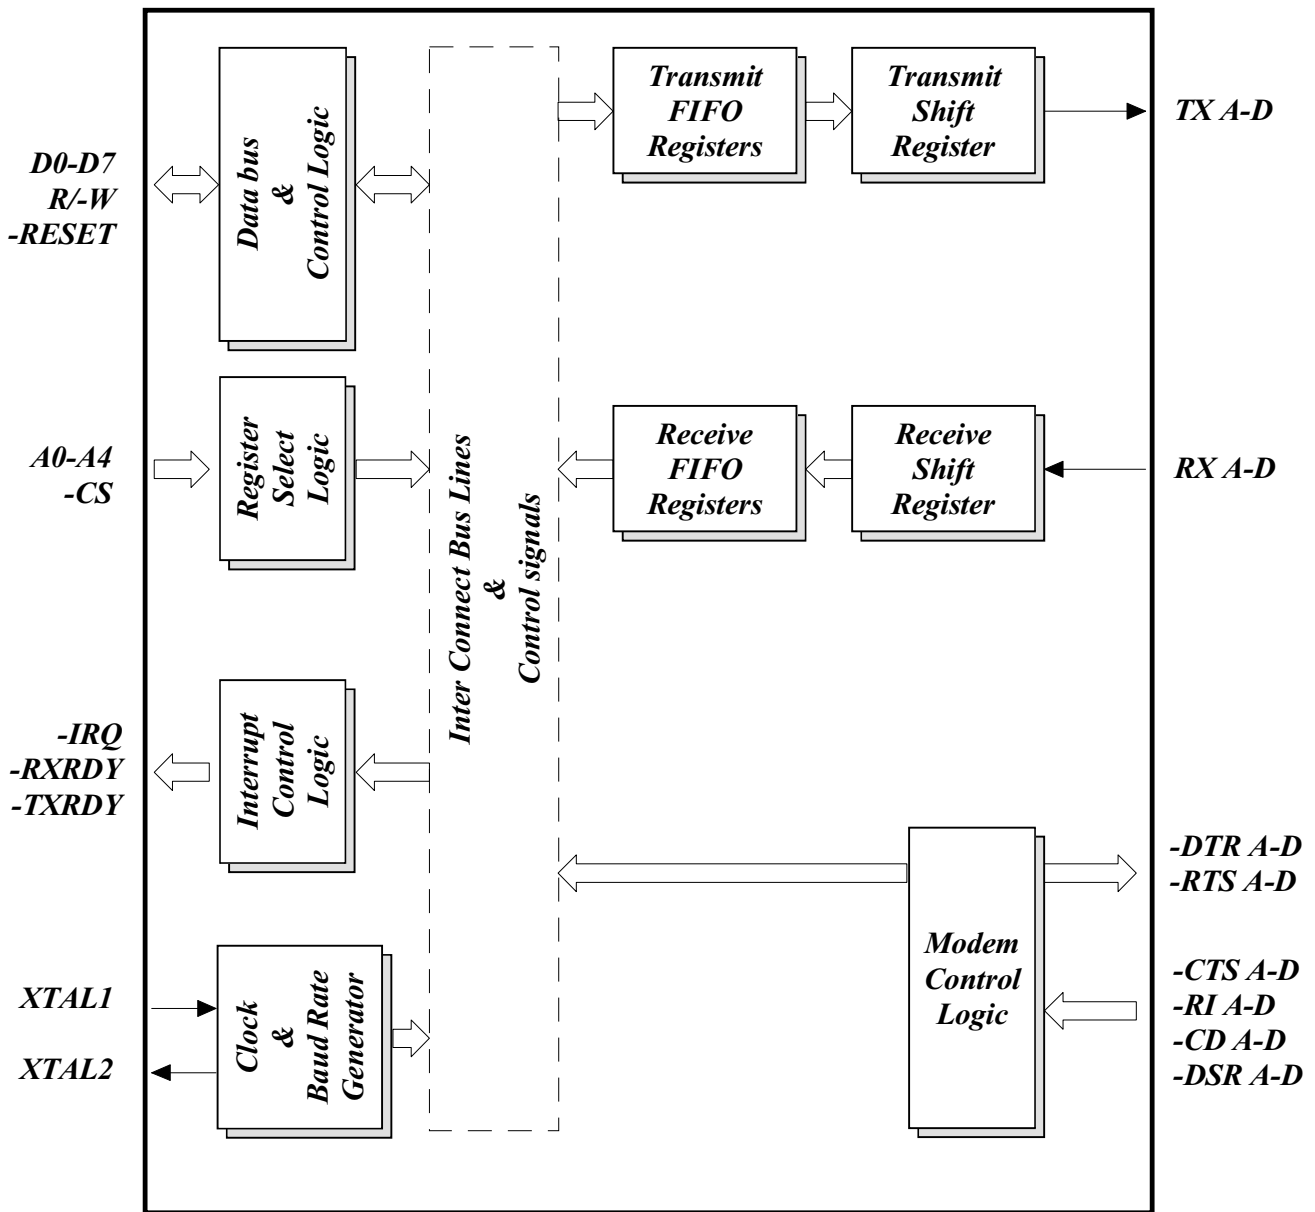 D0-D7
R/-W
-RESET
A0-A4
-CS
-IRQ
-RXRDY
-TXRDY
XTAL1
XTAL2
Data bus
&
Control Logic
Register
Select
Logic
Interrupt
Control
Logic
Clock
&
Baud Rate
Generator
Inter Connect Bus Lines
&
Control signals
Transmit
FIFO
Registers
Transmit
Shift
Register
Receive
FIFO
Registers
Receive
Shift
Register
Modem
Control
Logic
TX A-D
RX A-D
-DTR A-D
-RTS A-D
-CTS A-D
-RI A-D
-CD A-D
-DSR A-D